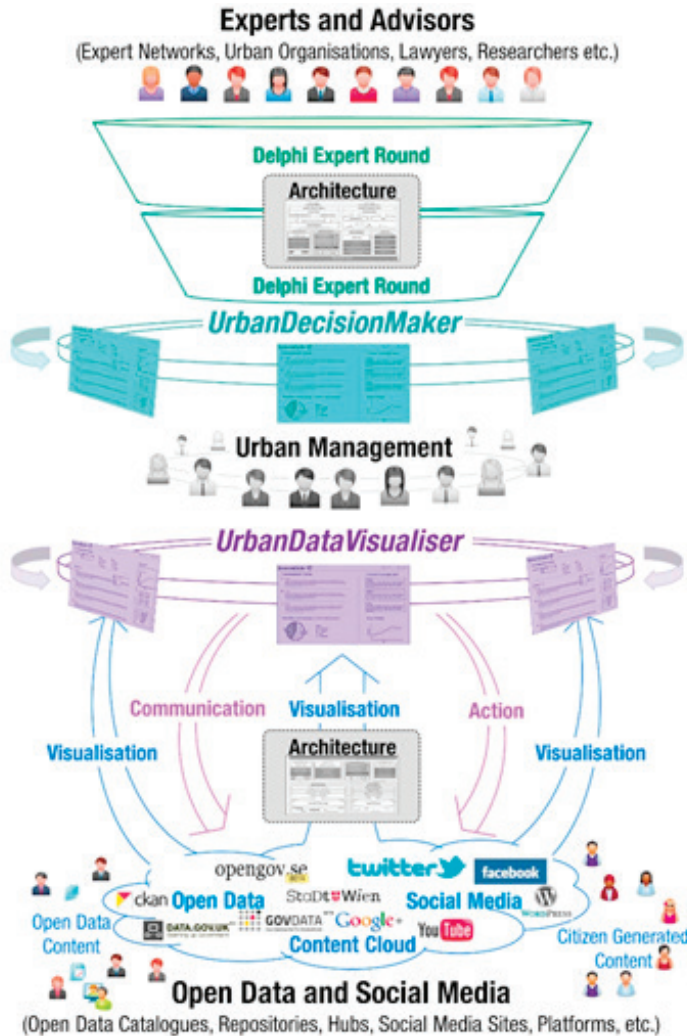 Experts and Advisors
(Expert Networks, Urban Organisations, Lawyers, Researchers etc.)
Delphi Expert Round
Architecture
Delphi Expert Round
UrbanDecisionMaker
Urban Management
UrbanDataVisualiser
Communication
Visualisation
Action
Visualisation
Visualisation
Architecture
opengov.se
BETA
twitter
facebook
ckan
Open Data
StaDt Wien
Social Media
WORDPRESS
Open Data
Content
DATA.GOV.UK
GOVDATA
Google+
YouTube
Content Cloud
Citizen Generated
Content
Open Data and Social Media
(Open Data Catalogues, Repositories, Hubs, Social Media Sites, Platforms, etc.)